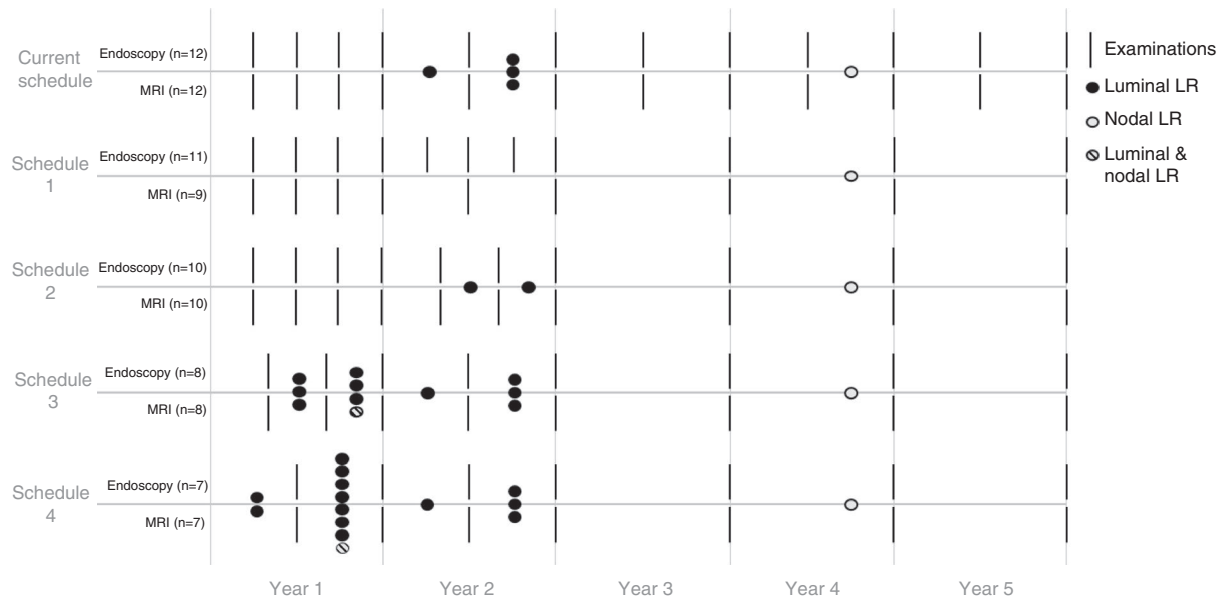 Current
schedule
Endoscopy (n=12)
MRI (n=12)
Examinations
Luminal LR
Nodal LR
Luminal &
nodal LR
Schedule
1
Endoscopy (n=11)
MRI (n=9)
Schedule
2
Endoscopy (n=10)
MRI (n=10)
Schedule
3
Endoscopy (n=8)
MRI (n=8)
Schedule
4
Endoscopy (n=7)
MRI (n=7)
Year 1
Year 2
Year 3
Year 4
Year 5